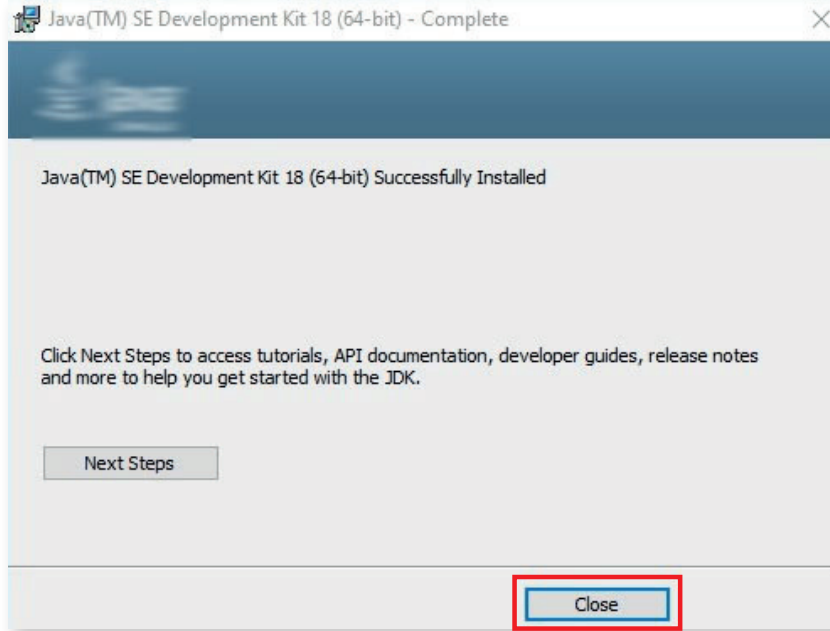 Java(TM) SE Development Kit 18 (64-bit) - Complete
Java(TM) SE Development Kit 18 (64-bit) Successfully Installed
Click Next Steps to access tutorials, API documentation, developer guides, release notes
and more to help you get started with the JDK.
Next Steps
Close